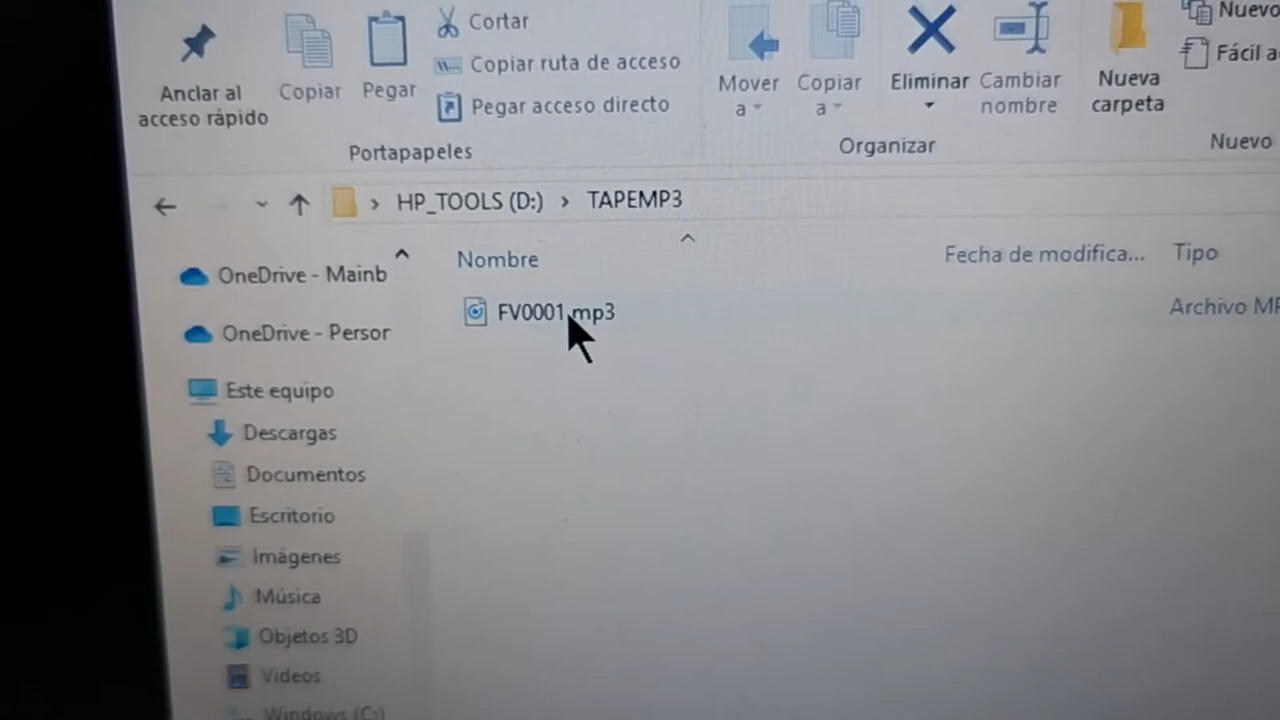 Anclar al
acceso rápido
Copiar
Pegar
Cortar
Copiar ruta de acceso
Pegar acceso directo
Portapapeles
Mover
a
Copiar
a
Eliminar
Cambiar
nombre
Organizar
Nueva
carpeta
Nuevo
Fácil a
Nuevo
HP_TOOLS (D:) > TAPEMP3
Nombre
Fecha de modifica...
Tipo
FV0001.mp3
Archivo MP
OneDrive - Mainb
OneDrive - Persor
Este equipo
Descargas
Documentos
Escritorio
Imágenes
Música
Objetos 3D
Videos
Windows (C:)